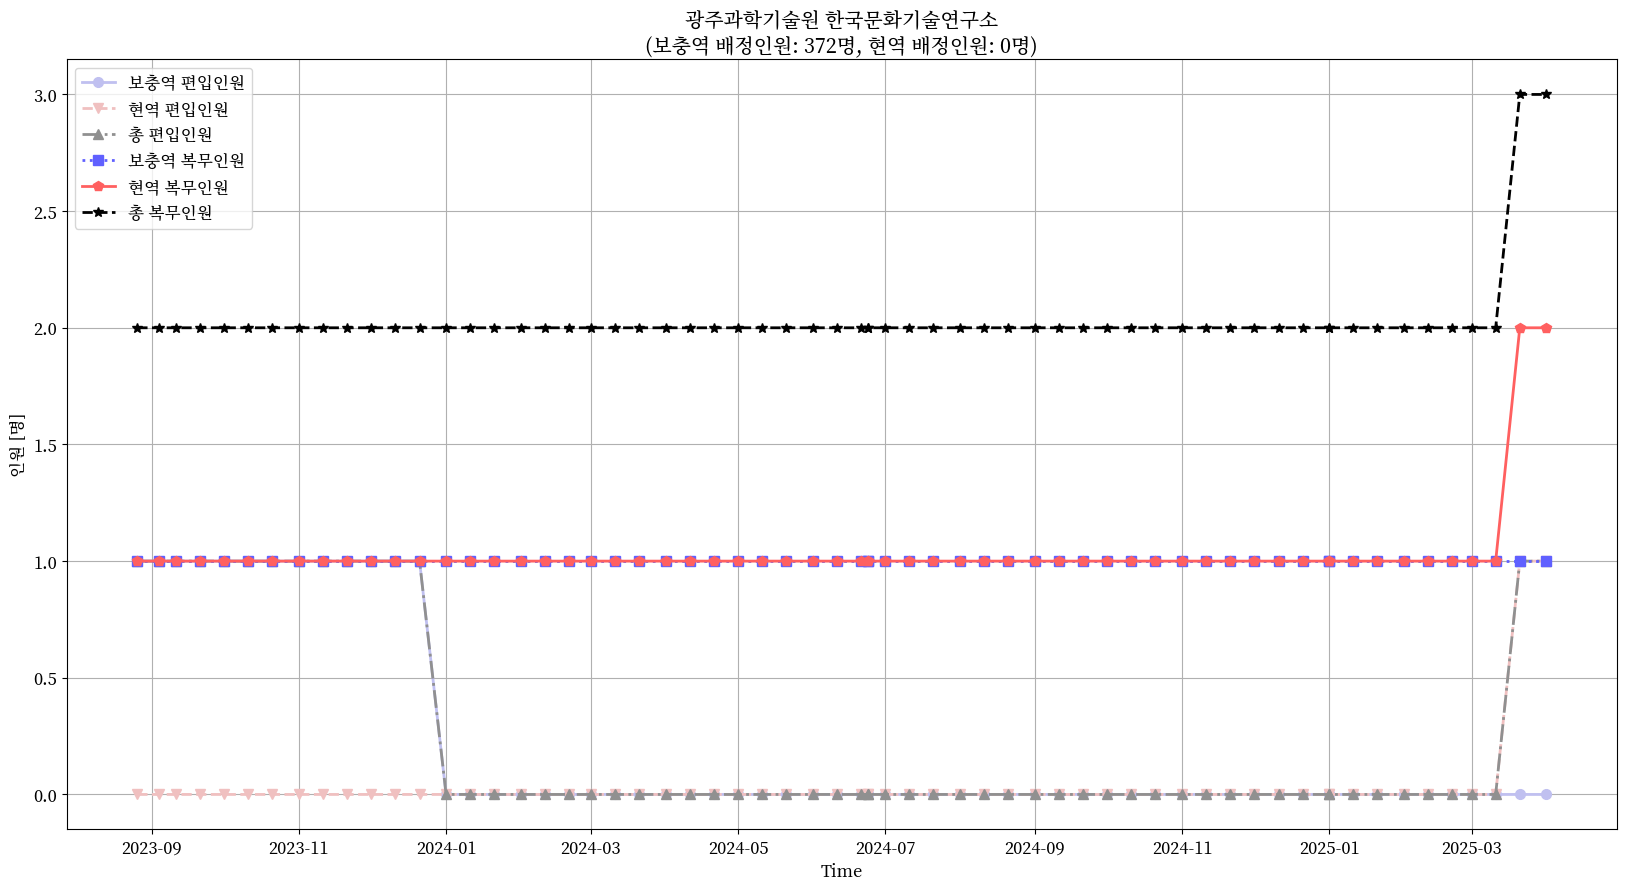 광주과학기술원 한국문화기술연구소
(보충역 배정인원: 372명, 현역 배정인원: 0명)
보충역 편입인원
현역 편입인원
총 편입인원
보충역 복무인원
현역 복무인원
총 복무인원
3.0
2.5
2.0
1.5
1.0
0.5
0.0
인원 [명]
2023-09 2023-11 2024-01 2024-03 2024-05 2024-07 2024-09 2024-11 2025-01 2025-03
Time